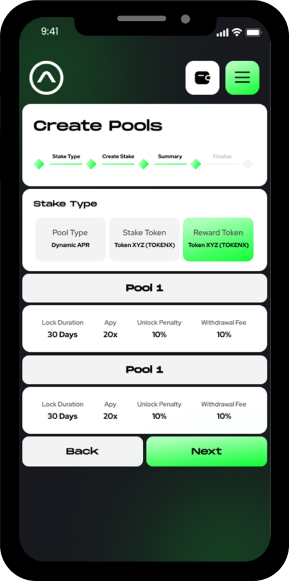 9:41
Create Pools
Stake Type Create Stake Summary Finalise
Stake Type
Pool Type Stake Token Reward Token
Dynamic APR Token XYZ (TOKENX) Token XYZ (TOKENX)
Pool 1
Lock Duration Apy Unlock Penalty Withdrawal Fee
30 Days 20x 10% 10%
Pool 1
Lock Duration Apy Unlock Penalty Withdrawal Fee
30 Days 20x 10% 10%
Back Next